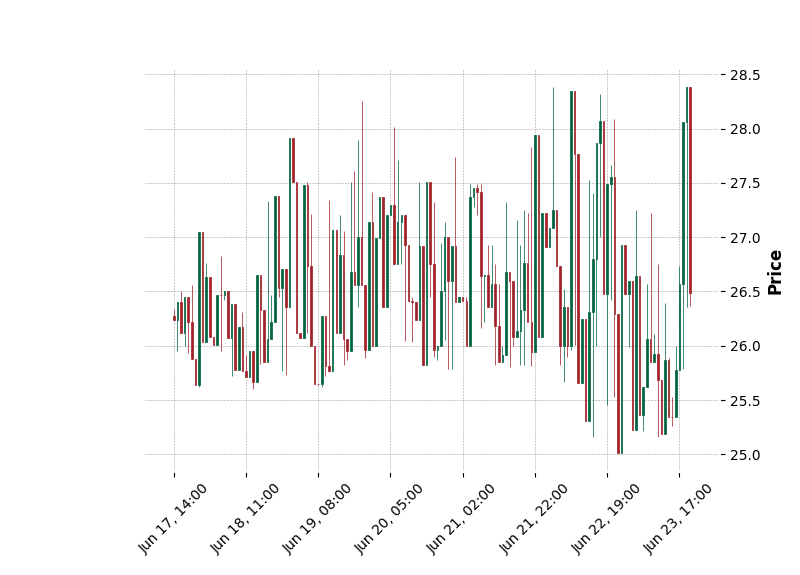 28.5
28.0
27.5
27.0
26.5
26.0
25.5
25.0
Price
Jun 17, 14:00
Jun 18, 11:00
Jun 19, 08:00
Jun 20, 05:00
Jun 21, 02:00
Jun 21, 22:00
Jun 22, 19:00
Jun 23, 17:00